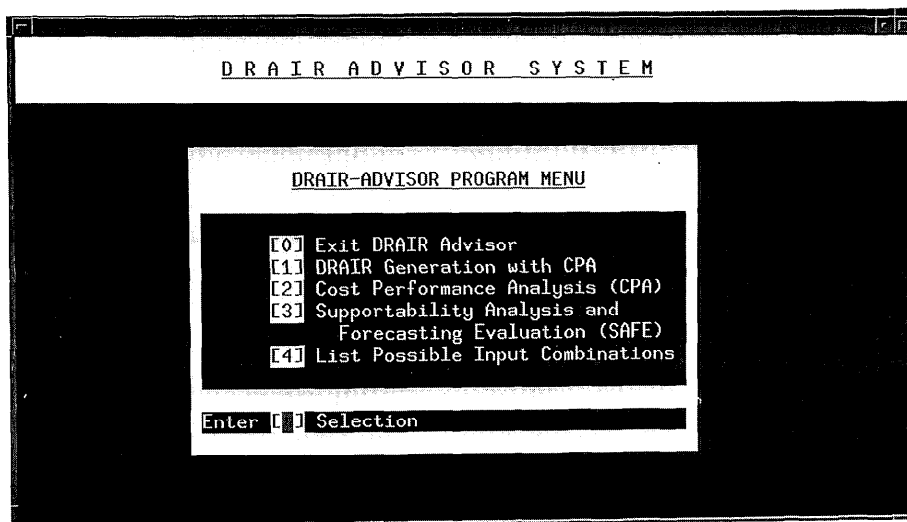 DRAIR ADVISOR SYSTEM
DRAIR-ADVISOR PROGRAM MENU
[0] Exit DRAIR Advisor
[1] DRAIR Generation with CPA
[2] Cost Performance Analysis (CPA)
[3] Supportability Analysis and
Forecasting Evaluation (SAFE)
[4] List Possible Input Combinations
Enter [ ] Selection